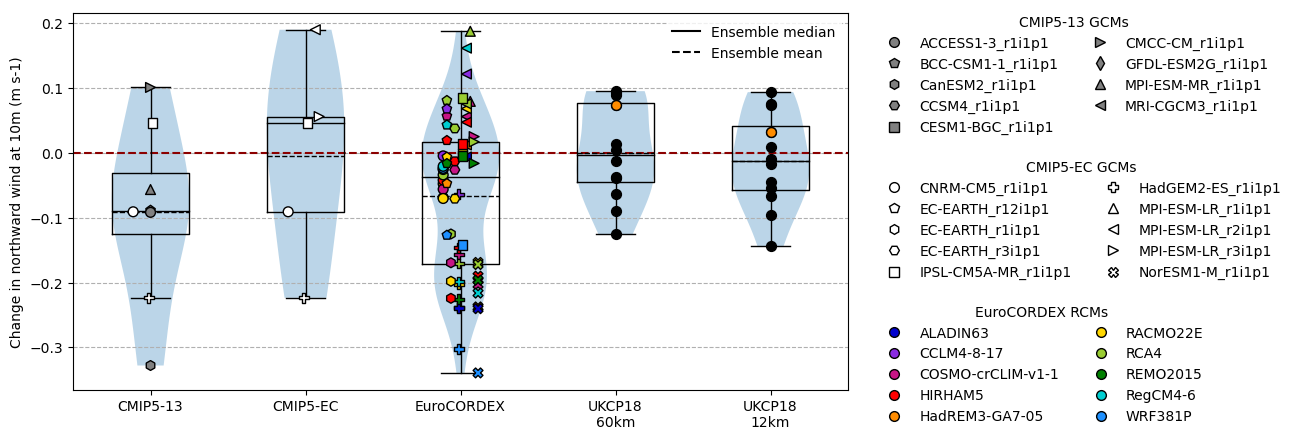 Change in northward wind at 10m (m s-1)
0.2
0.1
0.0
−0.1
−0.2
−0.3
Ensemble median
Ensemble mean
CMIP5-13
CMIP5-EC
EuroCORDEX
UKCP18
60km
UKCP18
12km
CMIP5-13 GCMs
ACCESS1-3_r1i1p1
BCC-CSM1-1_r1i1p1
CanESM2_r1i1p1
CCSM4_r1i1p1
CESM1-BGC_r1i1p1
CMCC-CM_r1i1p1
GFDL-ESM2G_r1i1p1
MPI-ESM-MR_r1i1p1
MRI-CGCM3_r1i1p1
CMIP5-EC GCMs
CNRM-CM5_r1i1p1
EC-EARTH_r12i1p1
EC-EARTH_r1i1p1
EC-EARTH_r3i1p1
IPSL-CM5A-MR_r1i1p1
HadGEM2-ES_r1i1p1
MPI-ESM-LR_r1i1p1
MPI-ESM-LR_r2i1p1
MPI-ESM-LR_r3i1p1
NorESM1-M_r1i1p1
EuroCORDEX RCMs
ALADIN63
CCLM4-8-17
COSMO-crCLIM-v1-1
HIRHAM5
HadREM3-GA7-05
RACMO22E
RCA4
REMO2015
RegCM4-6
WRF381P